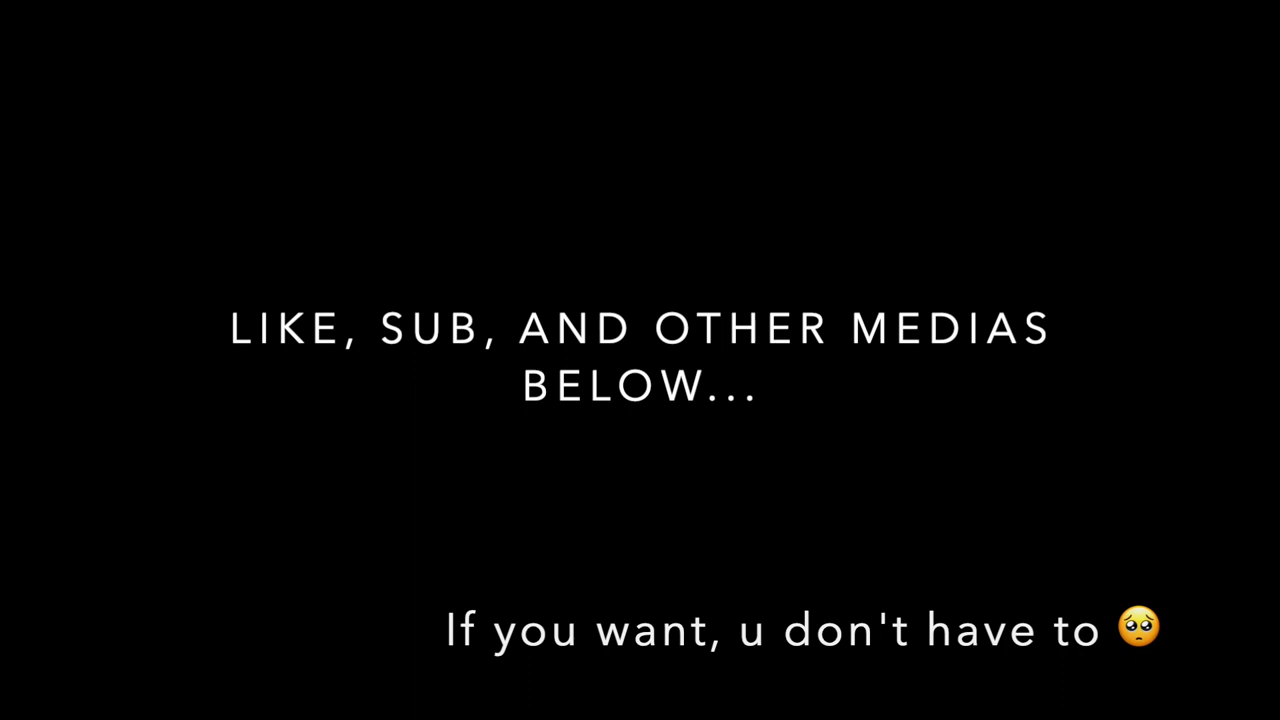 LIKE, SUB, AND OTHER MEDIAS
BELOW...
If you want, u don't have to 🥺